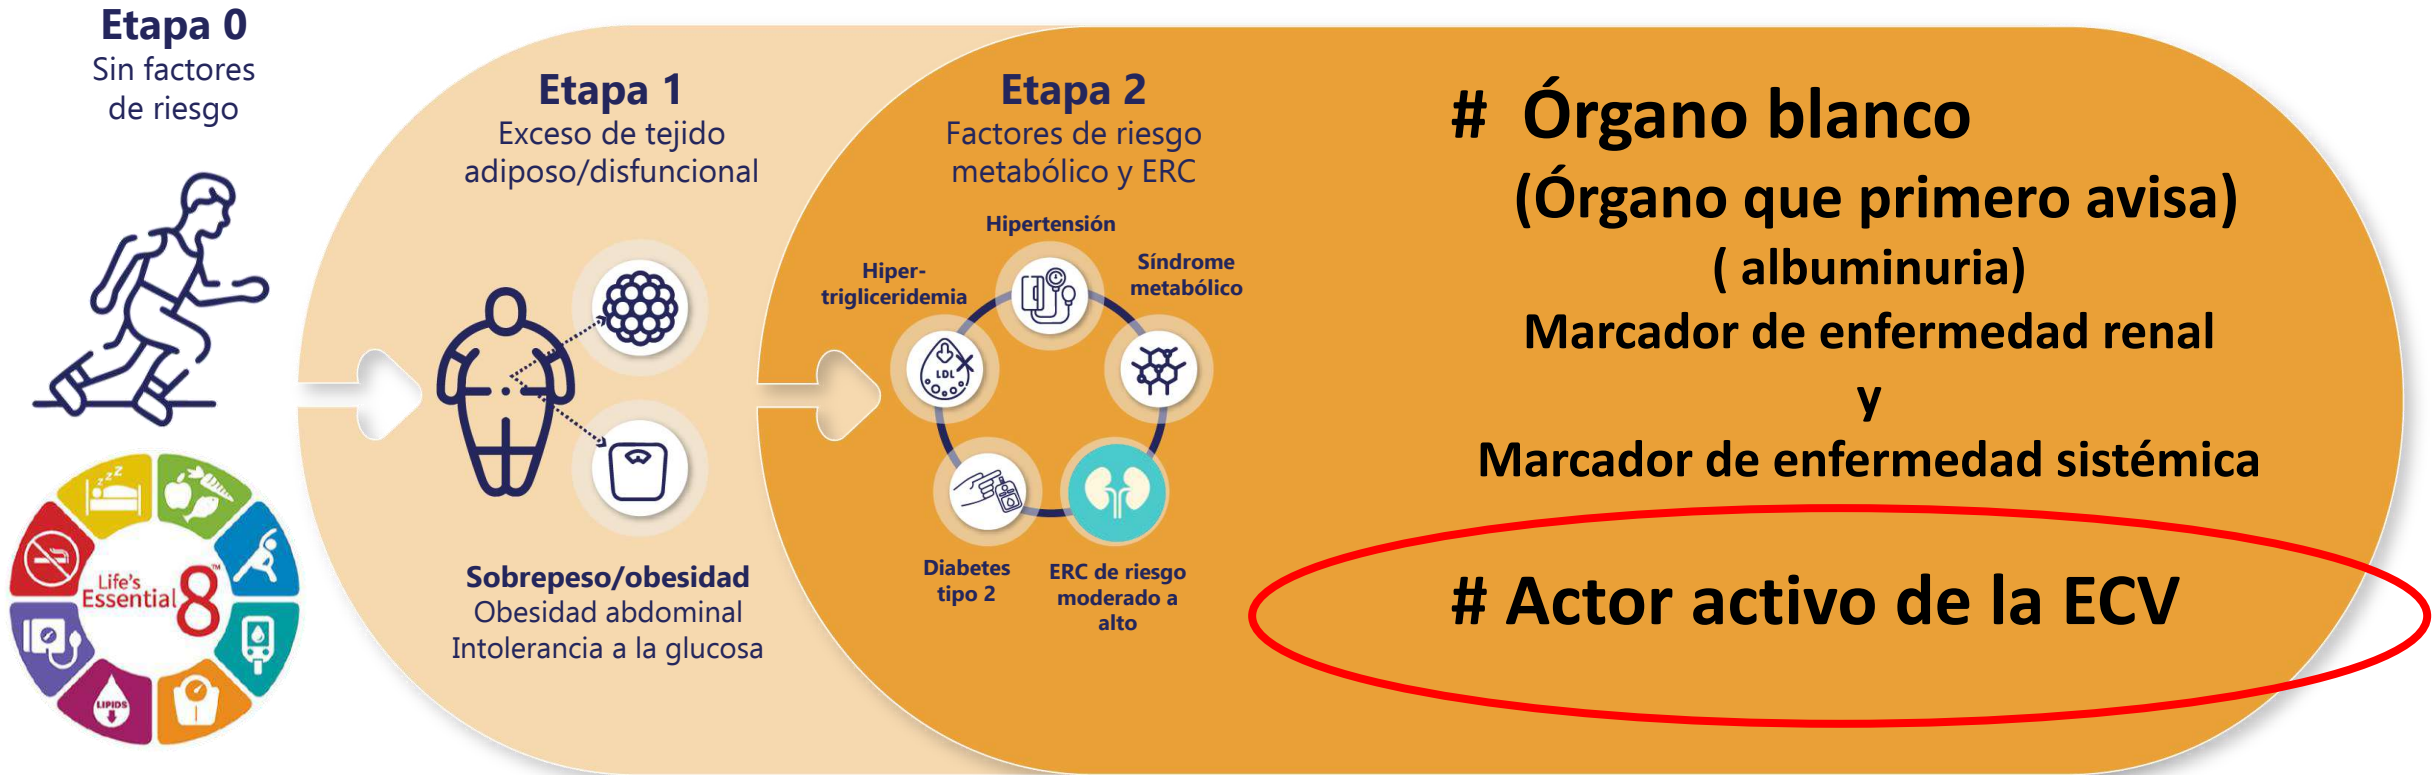 Etapa 0
Sin factores
de riesgo
zzZ
Life's
Essential 8™
LIPIDS
Etapa 1
Exceso de tejido
adiposo/disfuncional
Sobrepeso/obesidad
Obesidad abdominal
Intolerancia a la glucosa
Etapa 2
Factores de riesgo
metabólico y ERC
Hipertensión
Hiper-
trigliceridemia
Síndrome
metabólico
LDL
Diabetes
tipo 2
ERC de riesgo
moderado a
alto
# Órgano blanco
(Órgano que primero avisa)
( albuminuria)
Marcador de enfermedad renal
y
Marcador de enfermedad sistémica
# Actor activo de la ECV